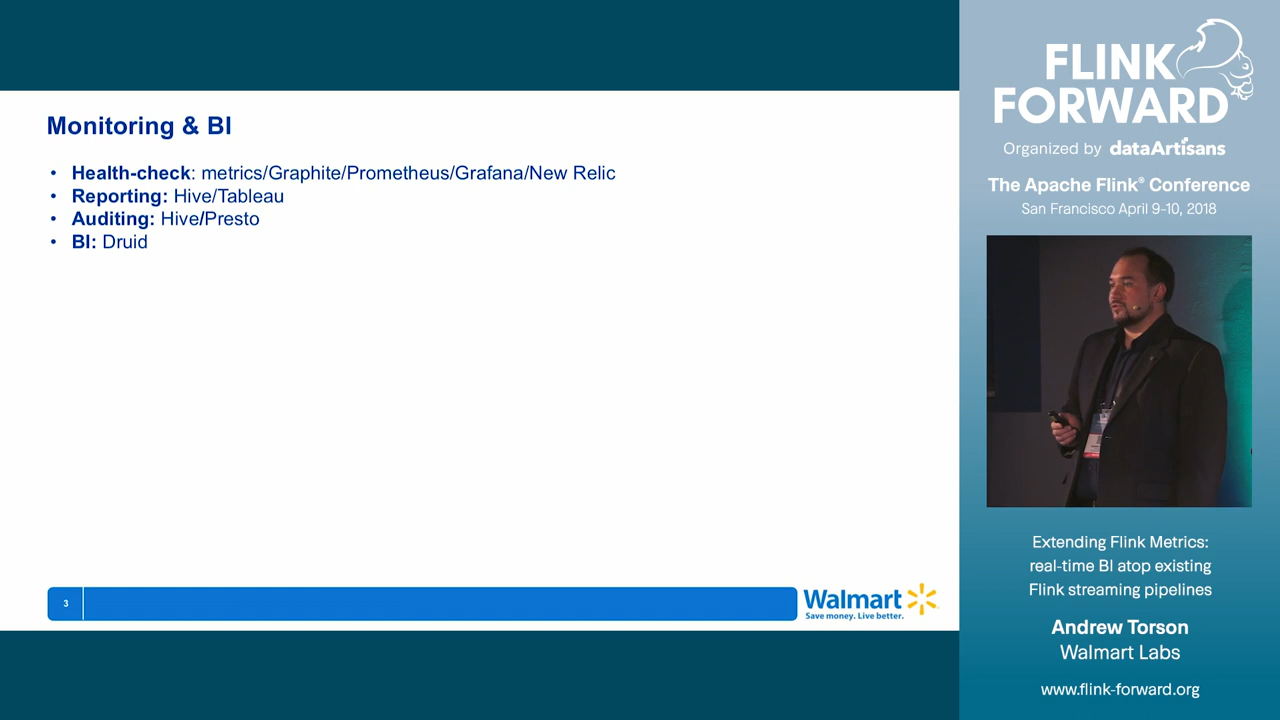 Monitoring & BI
• Health-check: metrics/Graphite/Prometheus/Grafana/New Relic
• Reporting: Hive/Tableau
• Auditing: Hive/Presto
• BI: Druid
3
Walmart
Save money. Live better.
FLINK
FORWARD
Organized by dataArtisans
The Apache Flink® Conference
San Francisco April 9-10, 2018
Extending Flink Metrics:
real-time BI atop existing
Flink streaming pipelines
Andrew Torson
Walmart Labs
www.flink-forward.org